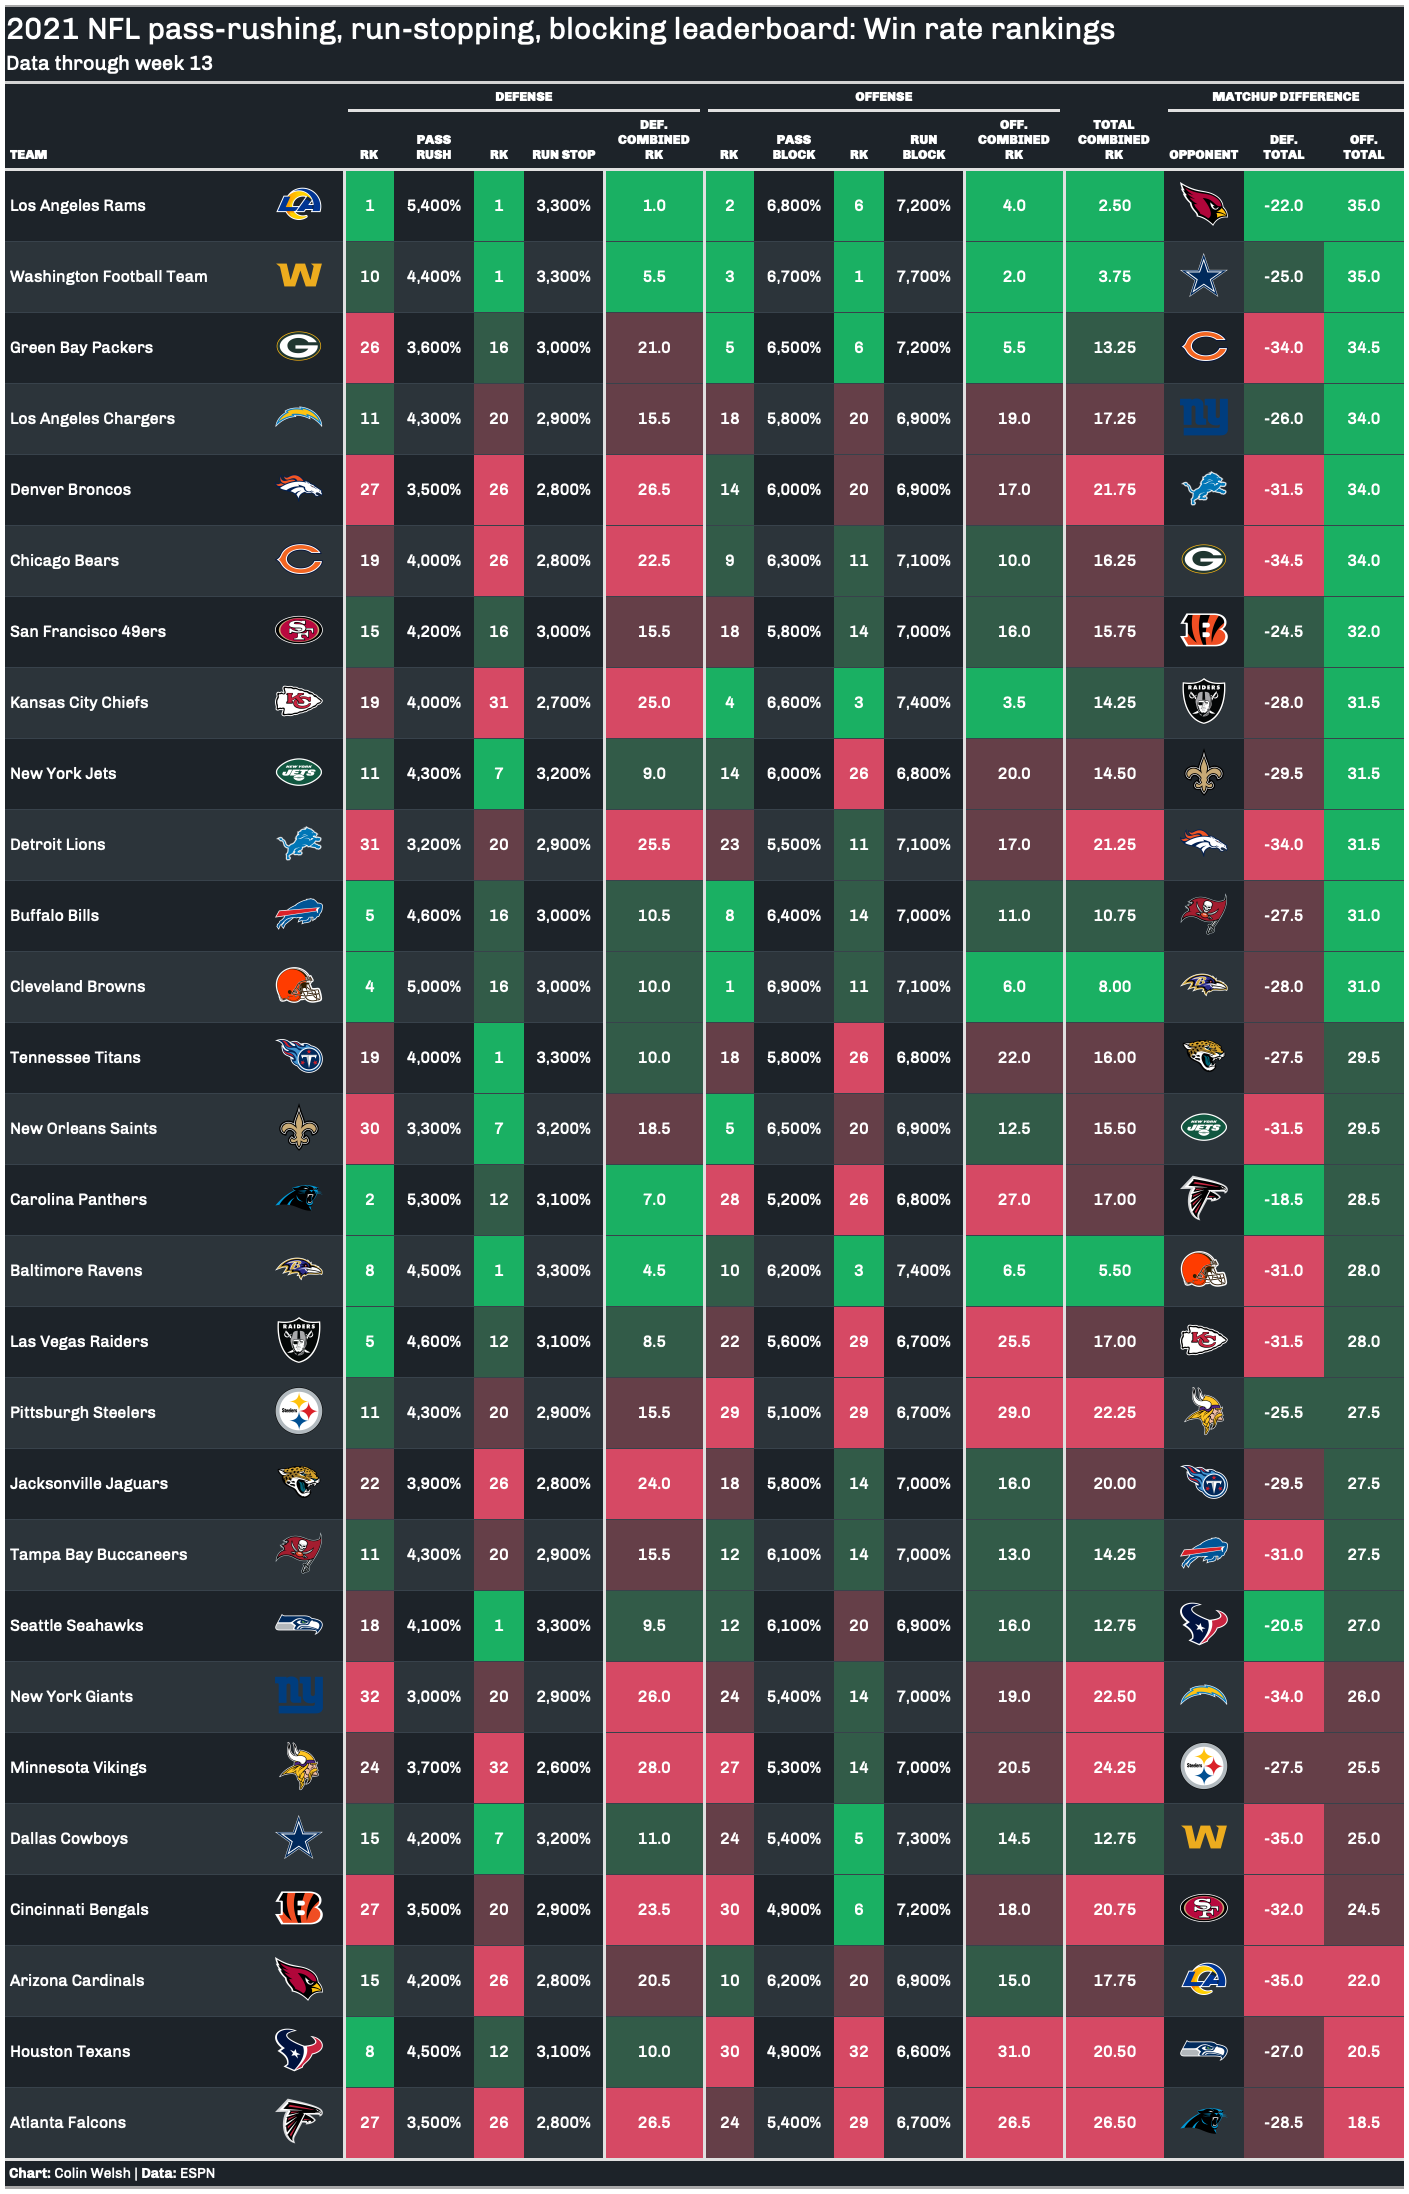 2021 NFL pass-rushing, run-stopping, blocking leaderboard: Win rate rankings
Data through week 13
DEFENSE OFFENSE MATCHUP DIFFERENCE
TEAM RK PASS RUSH RK RUN STOP DEF. COMBINED RK RK PASS BLOCK RK RUN BLOCK OFF. COMBINED RK TOTAL COMBINED RK OPPONENT DEF. TOTAL OFF. TOTAL
Los Angeles Rams LA 1 5,400% 1 3,300% 1.0 2 6,800% 6 7,200% 4.0 2.50 -22.0 35.0
Washington Football Team W 10 4,400% 1 3,300% 5.5 3 6,700% 1 7,700% 2.0 3.75 -25.0 35.0
Green Bay Packers G 26 3,600% 16 3,000% 21.0 5 6,500% 6 7,200% 5.5 13.25 C -34.0 34.5
Los Angeles Chargers 11 4,300% 20 2,900% 15.5 18 5,800% 20 6,900% 19.0 17.25 ny -26.0 34.0
Denver Broncos 27 3,500% 26 2,800% 26.5 14 6,000% 20 6,900% 17.0 21.75 -31.5 34.0
Chicago Bears C 19 4,000% 26 2,800% 22.5 9 6,300% 11 7,100% 10.0 16.25 G -34.5 34.0
San Francisco 49ers SF 15 4,200% 16 3,000% 15.5 18 5,800% 14 7,000% 16.0 15.75 B -24.5 32.0
Kansas City Chiefs KC 19 4,000% 31 2,700% 25.0 4 6,600% 3 7,400% 3.5 14.25 RAIDERS -28.0 31.5
New York Jets NEW YORK JETS 11 4,300% 7 3,200% 9.0 14 6,000% 26 6,800% 20.0 14.50 -29.5 31.5
Detroit Lions 31 3,200% 20 2,900% 25.5 23 5,500% 11 7,100% 17.0 21.25 -34.0 31.5
Buffalo Bills 5 4,600% 16 3,000% 10.5 8 6,400% 14 7,000% 11.0 10.75 -27.5 31.0
Cleveland Browns 4 5,000% 16 3,000% 10.0 1 6,900% 11 7,100% 6.0 8.00 B -28.0 31.0
Tennessee Titans T 19 4,000% 1 3,300% 10.0 18 5,800% 26 6,800% 22.0 16.00 -27.5 29.5
New Orleans Saints 30 3,300% 7 3,200% 18.5 5 6,500% 20 6,900% 12.5 15.50 NEW YORK JETS -31.5 29.5
Carolina Panthers 2 5,300% 12 3,100% 7.0 28 5,200% 26 6,800% 27.0 17.00 -18.5 28.5
Baltimore Ravens B 8 4,500% 1 3,300% 4.5 10 6,200% 3 7,400% 6.5 5.50 -31.0 28.0
Las Vegas Raiders RAIDERS 5 4,600% 12 3,100% 8.5 22 5,600% 29 6,700% 25.5 17.00 KC -31.5 28.0
Pittsburgh Steelers Steelers 11 4,300% 20 2,900% 15.5 29 5,100% 29 6,700% 29.0 22.25 -25.5 27.5
Jacksonville Jaguars 22 3,900% 26 2,800% 24.0 18 5,800% 14 7,000% 16.0 20.00 T -29.5 27.5
Tampa Bay Buccaneers 11 4,300% 20 2,900% 15.5 12 6,100% 14 7,000% 13.0 14.25 -31.0 27.5
Seattle Seahawks 18 4,100% 1 3,300% 9.5 12 6,100% 20 6,900% 16.0 12.75 -20.5 27.0
New York Giants ny 32 3,000% 20 2,900% 26.0 24 5,400% 14 7,000% 19.0 22.50 -34.0 26.0
Minnesota Vikings 24 3,700% 32 2,600% 28.0 27 5,300% 14 7,000% 20.5 24.25 Steelers -27.5 25.5
Dallas Cowboys 15 4,200% 7 3,200% 11.0 24 5,400% 5 7,300% 14.5 12.75 W -35.0 25.0
Cincinnati Bengals B 27 3,500% 20 2,900% 23.5 30 4,900% 6 7,200% 18.0 20.75 SF -32.0 24.5
Arizona Cardinals 15 4,200% 26 2,800% 20.5 10 6,200% 20 6,900% 15.0 17.75 LA -35.0 22.0
Houston Texans 8 4,500% 12 3,100% 10.0 30 4,900% 32 6,600% 31.0 20.50 -27.0 20.5
Atlanta Falcons 27 3,500% 26 2,800% 26.5 24 5,400% 29 6,700% 26.5 26.50 -28.5 18.5
Chart: Colin Welsh | Data: ESPN